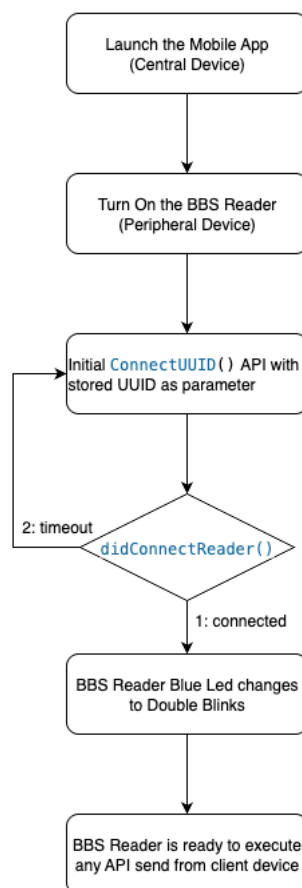 Launch the Mobile App
(Central Device)
Turn On the BBS Reader
(Peripheral Device)
Initial ConnectUUID() API with
stored UUID as parameter
2: timeout
didConnectReader()
1: connected
BBS Reader Blue Led changes
to Double Blinks
BBS Reader is ready to execute
any API send from client device